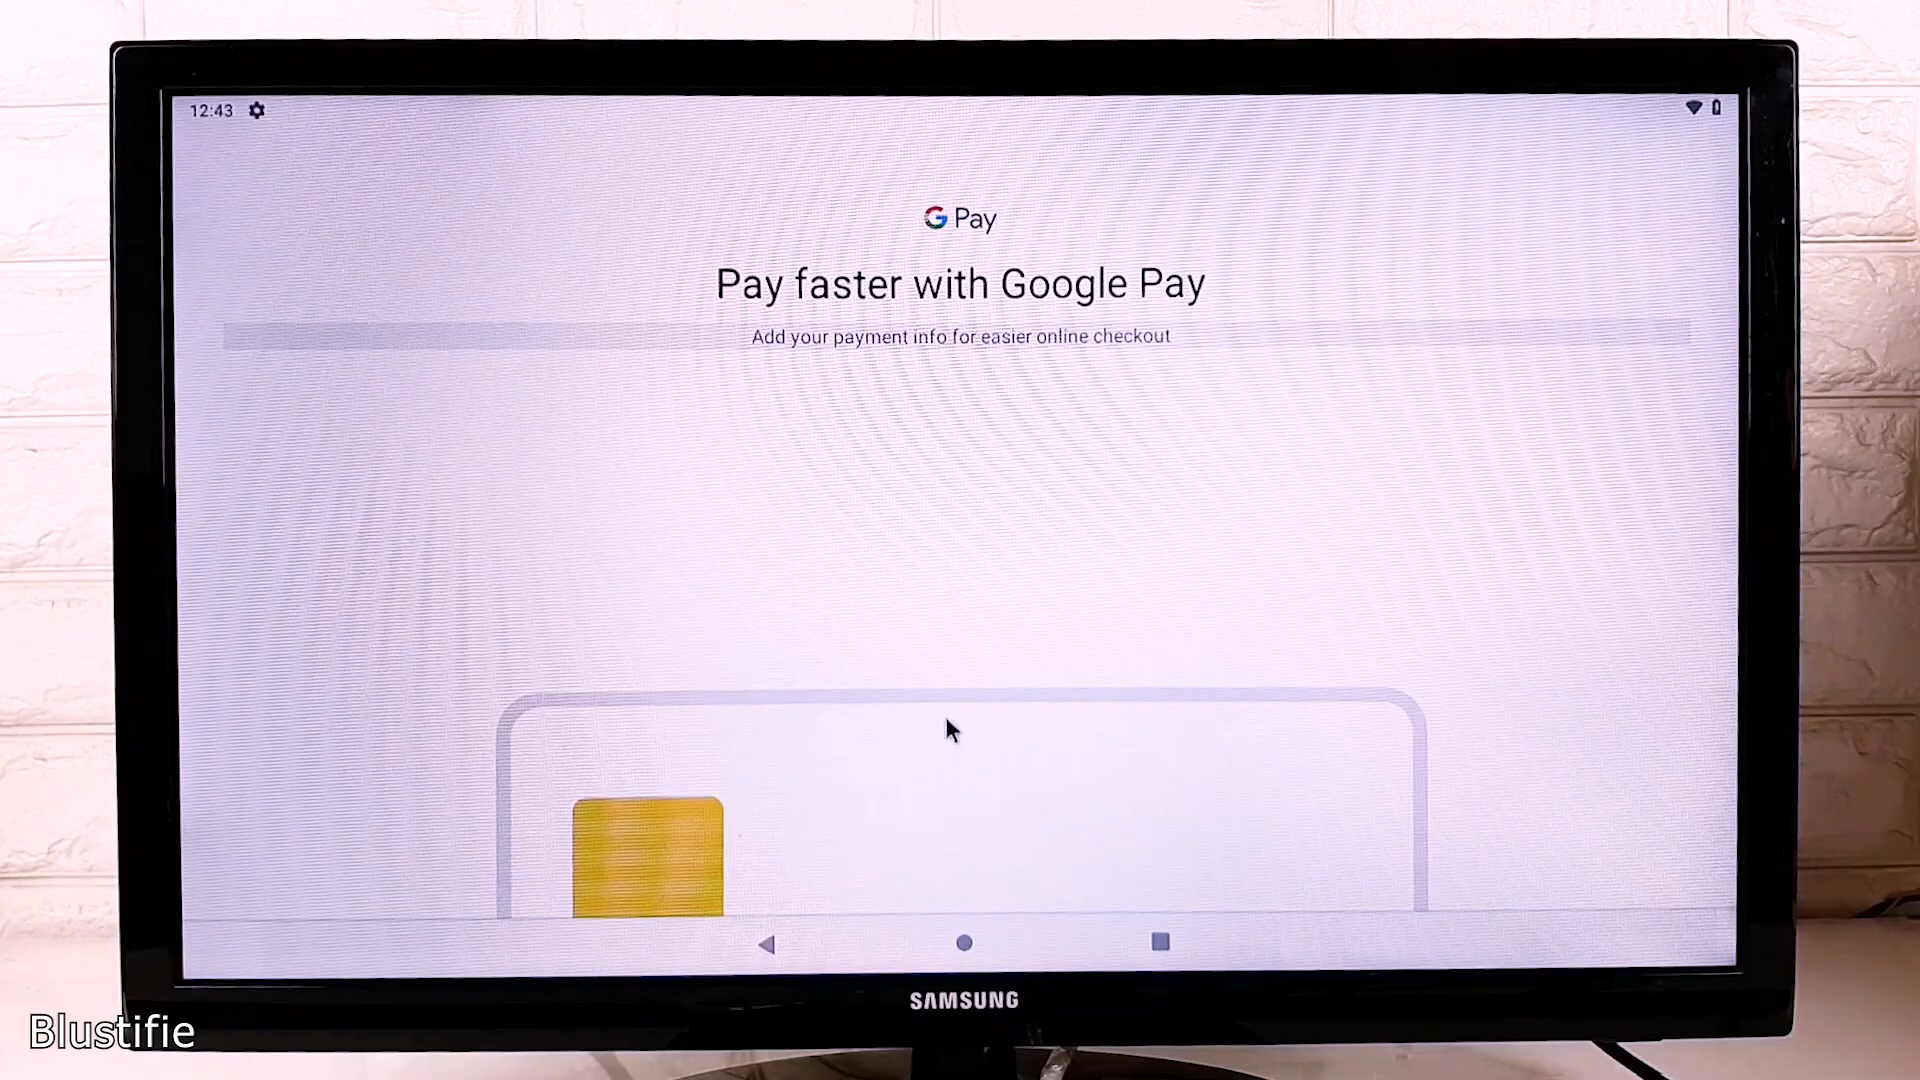 12:43
G Pay
Pay faster with Google Pay
Add your payment info for easier online checkout
SAMSUNG
Blustifie